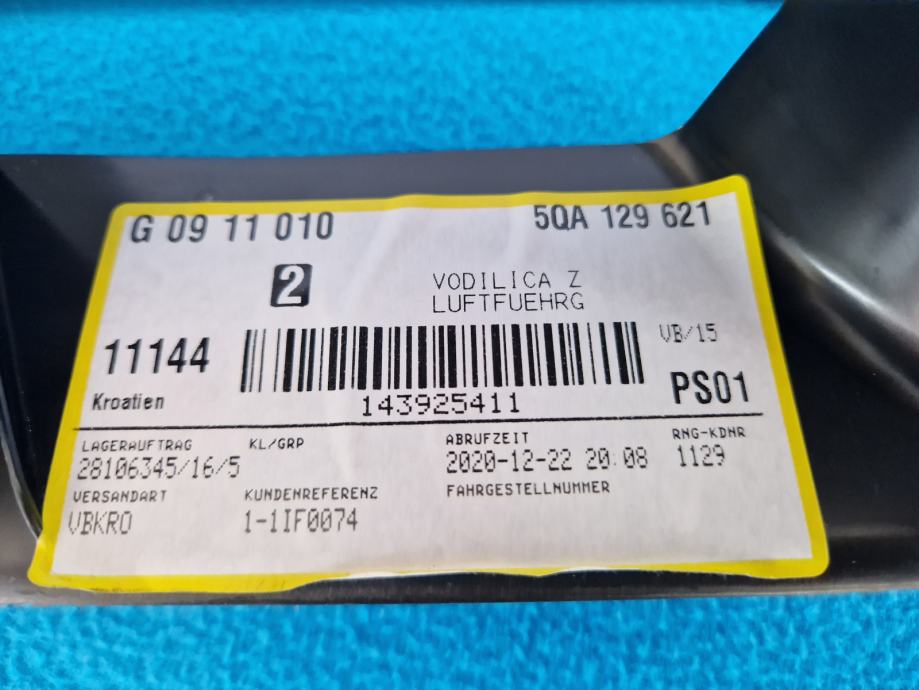 G 09 11 010 5QA 129 621
2 VODILICA Z
LUFTFUEHRG
11144 VB/15
Kroatien 143925411 PS01
LAGERAUFTRAG KL/GRP ABRUFZEIT RNG-KDNR
28106345/16/5 2020-12-22 20.08 1129
VERSANDART KUNDENREFERENZ FAHRGESTELLNUMMER
VBKRO 1-1IF0074